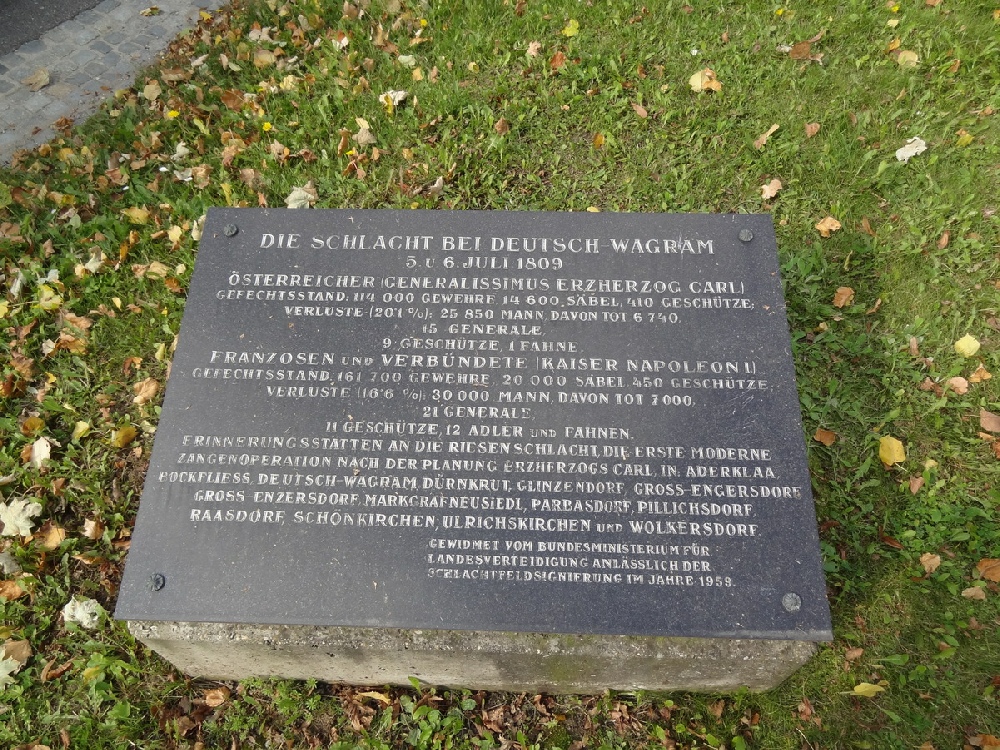 DIE SCHLACHT BEI DEUTSCH-WAGRAM
5. U 6. JULI 1809
ÖSTERREICHER (GENERALISSIMUS ERZHERZOG CARL)
GEFECHTSSTAND, 114 000 GEWEHRE, 14 600, SÄBEL, 410 GESCHÜTZE;
VERLUSTE (20'1 %): 25 850 MANN, DAVON TOT 6 740,
15 GENERALE,
9 GESCHÜTZE, 1 FAHNE.
FRANZOSEN UND VERBÜNDETE (KAISER NAPOLEON I)
GEFECHTSSTAND, 161 700 GEWEHRE, 20 000 SÄBEL, 450 GESCHÜTZE,
VERLUSTE (16'6 %): 30 000 MANN, DAVON TOT 7 000,
21 GENERALE,
11 GESCHÜTZE, 12 ADLER UND FAHNEN.
ERINNERUNGSSTÄTTEN AN DIE RIESENSCHLACHT, DIE ERSTE MODERNE
ZANGENOPERATION NACH DER PLANUNG ERZHERZOGS CARL, IN: ADERKLAA,
BOCKFLIESS, DEUTSCH-WAGRAM, DÜRNKRUT, GLINZENDORF, GROSS-ENGERSDORF,
GROSS-ENZERSDORF, MARKGRAFNEUSIEDL, PARBASDORF, PILLICHSDORF,
RAASDORF, SCHÖNKIRCHEN, ULRICHSKIRCHEN UND WOLKERSDORF.
GEWIDMET VOM BUNDESMINISTERIUM FÜR
LANDESVERTEIDIGUNG ANLÄSSLICH DER
SCHLACHTFELDSIGNIERUNG IM JAHRE 1959.